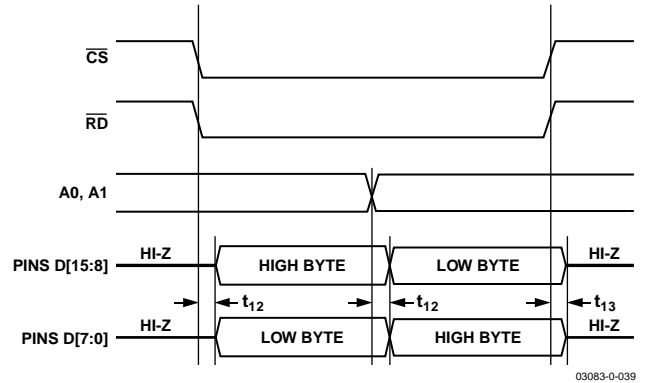 CS
RD
A0, A1
PINS D[15:8] HI-Z HIGH BYTE LOW BYTE HI-Z
t12 t12 t13
PINS D[7:0] HI-Z LOW BYTE HIGH BYTE HI-Z
03083-0-039